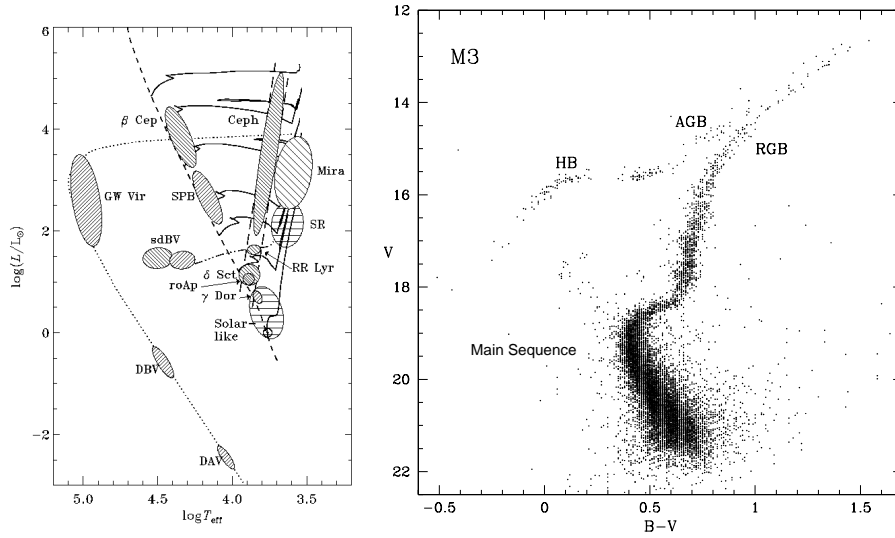 6
4
2
0
-2
log(L/L⊙)
5.0 4.5 4.0 3.5
log Teff
β Cep
Ceph
Mira
GW Vir
SPB
SR
sdBV
RR Lyr
δ Sct
roAp
γ Dor
Solar-
like
DBV
DAV
M3
12
14
16
18
20
22
V
AGB
RGB
HB
Main Sequence
-0.5 0 0.5 1 1.5
B-V